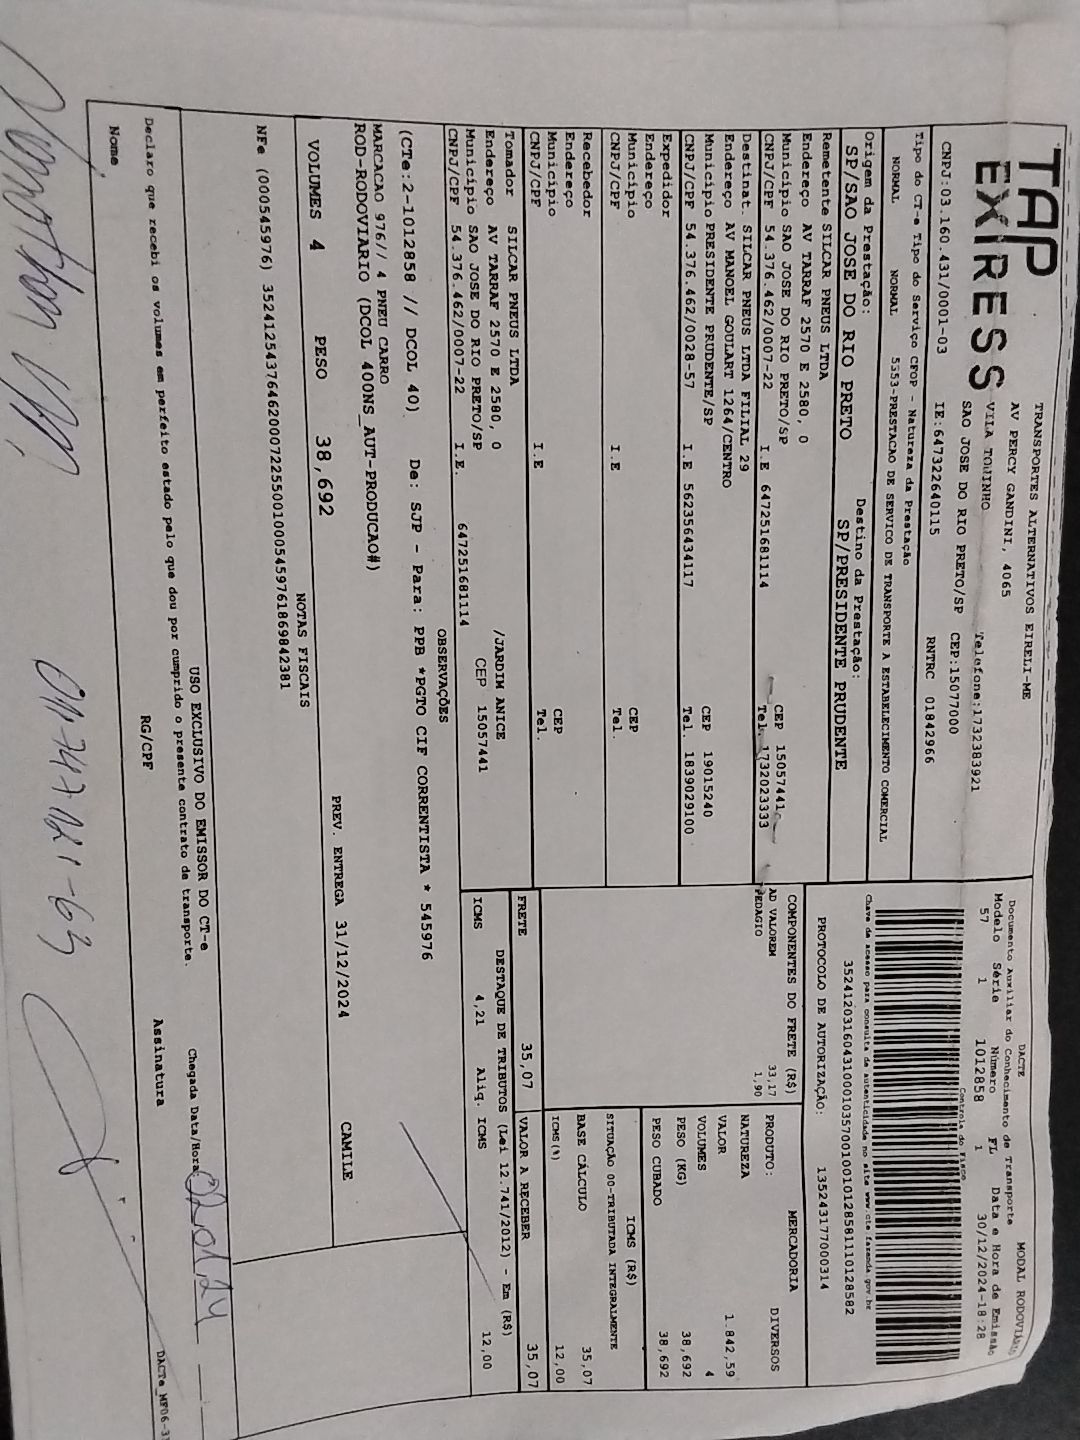 TAP
EXPRESS
TRANSPORTES ALTERNATIVOS EIRELI-ME
AV PERCY GANDINI, 4065
VILA TONINHO Telefone:1732383921
SAO JOSE DO RIO PRETO/SP CEP:15077000
CNPJ:03.160.431/0001-03 IE:647322640115 RNTRC 01842966
DACTE MODAL RODOVIÁRIO
Documento Auxiliar do Conhecimento de Transporte
Modelo Série Número FL Data e Hora de Emissão
57 1 1012858 1 30/12/2024-18:28
Controle do Fisco
Chave de acesso para consulta de autenticidade no site www.cte.fazenda.gov.br
PROTOCOLO DE AUTORIZAÇÃO: 135243177000314
Tipo do CT-e Tipo do Serviço CFOP - Natureza da Prestação
NORMAL NORMAL 5353-PRESTACAO DE SERVICO DE TRANSPORTE A ESTABELECIMENTO COMERCIAL
Origem da Prestação: Destino da Prestação:
SP/SAO JOSE DO RIO PRETO SP/PRESIDENTE PRUDENTE
Remetente SILCAR PNEUS LTDA
Endereço AV TARRAF 2570 E 2580, 0
Município SAO JOSE DO RIO PRETO/SP CEP 15057441
CNPJ/CPF 54.376.462/0007-22 I.E 647251681114 Tel. 1732023333
Destinat. SILCAR PNEUS LTDA FILIAL 29
Endereço AV MANOEL GOULART 1264/CENTRO
Município PRESIDENTE PRUDENTE/SP CEP 19015240
CNPJ/CPF 54.376.462/0028-57 I.E 562356434117 Tel. 1839029100
Expedidor
Endereço
Município CEP
CNPJ/CPF I.E Tel.
Recebedor
Endereço
Município CEP
CNPJ/CPF I.E Tel.
Tomador SILCAR PNEUS LTDA
Endereço AV TARRAF 2570 E 2580, 0 /JARDIM ANICE
Município SAO JOSE DO RIO PRETO/SP CEP 15057441
CNPJ/CPF 54.376.462/0007-22 I.E. 647251681114
COMPONENTES DO FRETE (R$)
AD VALOREM 33,17
PEDAGIO 1,90
MERCADORIA
PRODUTO: DIVERSOS
NATUREZA
VALOR 1.842,59
VOLUMES 4
PESO (KG) 38,692
PESO CUBADO 38,692
ICMS (R$)
SITUAÇÃO 00-TRIBUTADA INTEGRALMENTE
BASE CÁLCULO 35,07
ICMS(%) 12,00
FRETE 35,07 VALOR A RECEBER 35,07
DESTAQUE DE TRIBUTOS (Lei 12.741/2012) - Em (R$)
ICMS 4,21 Aliq. ICMS 12,00
OBSERVAÇÕES
(CTe:2-1012858 // DCOL 40) De: SJP - Para: PPB *PGTO CIF CORRENTISTA * 545976
MARCACAO 976// 4 PNEU CARRO
ROD-RODOVIARIO (DCOL 400NS_AUT-PRODUCAO#)
VOLUMES 4 PESO 38,692 PREV. ENTREGA 31/12/2024 CAMILE
NOTAS FISCAIS
NFe (000545976)
USO EXCLUSIVO DO EMISSOR DO CT-e
Declaro que recebi os volumes em perfeito estado pelo que dou por cumprido o presente contrato de transporte. Chegada Data/Hora
Nome RG/CPF Assinatura